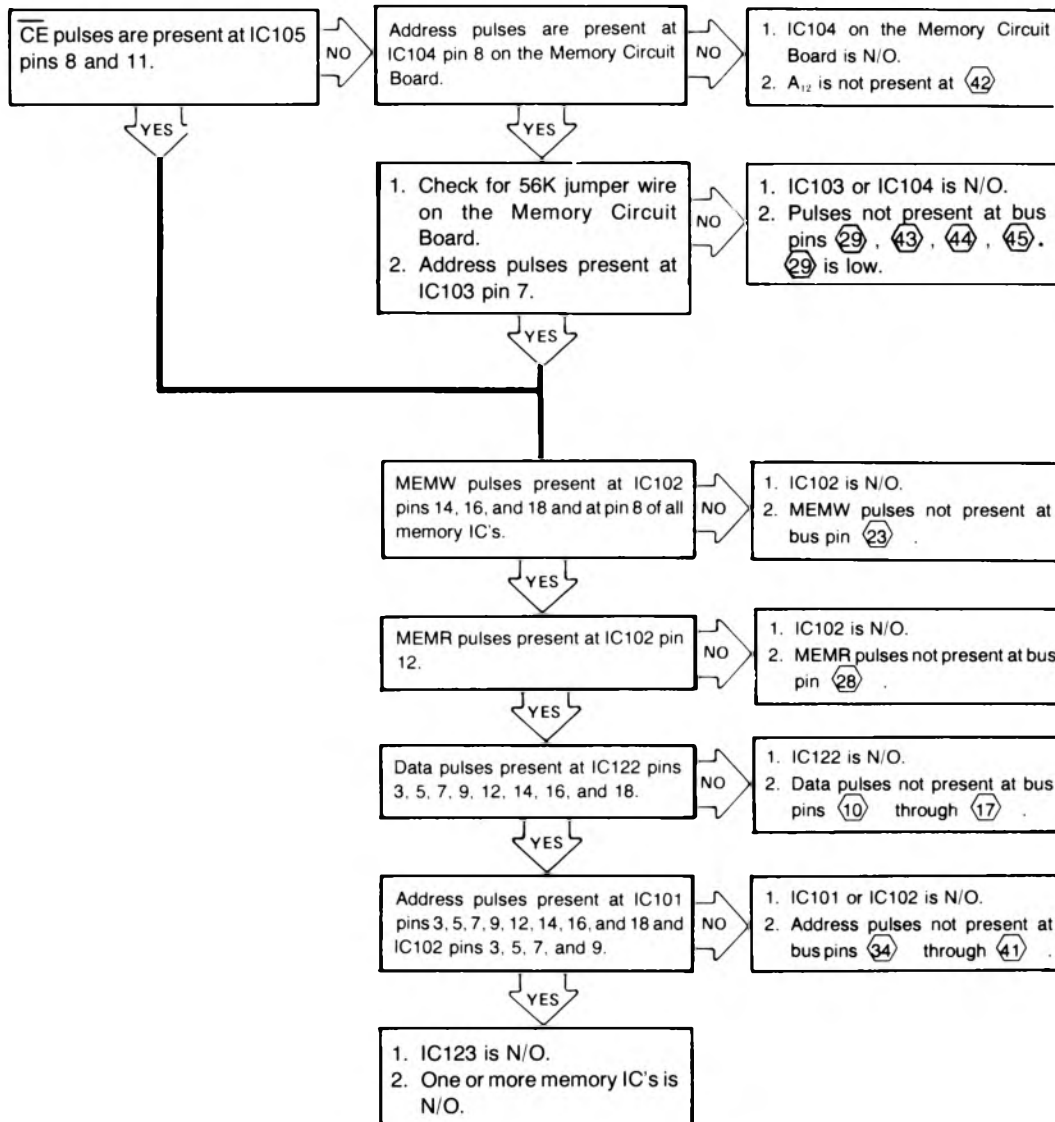 CE pulses are present at IC105
pins 8 and 11.
NO
Address pulses are present at
IC104 pin 8 on the Memory Circuit
Board.
NO
1. IC104 on the Memory Circuit
Board is N/O.
2. A₁₂ is not present at 42
YES
YES
1. Check for 56K jumper wire
on the Memory Circuit
Board.
2. Address pulses present at
IC103 pin 7.
NO
1. IC103 or IC104 is N/O.
2. Pulses not present at bus
pins 29 , 43 , 44 , 45 .
29 is low.
YES
MEMW pulses present at IC102
pins 14, 16, and 18 and at pin 8 of all
memory IC's.
NO
1. IC102 is N/O.
2. MEMW pulses not present at
bus pin 23 .
YES
MEMR pulses present at IC102 pin
12.
NO
1. IC102 is N/O.
2. MEMR pulses not present at bus
pin 28 .
YES
Data pulses present at IC122 pins
3, 5, 7, 9, 12, 14, 16, and 18.
NO
1. IC122 is N/O.
2. Data pulses not present at bus
pins 10 through 17 .
YES
Address pulses present at IC101
pins 3, 5, 7, 9, 12, 14, 16, and 18 and
IC102 pins 3, 5, 7, and 9.
NO
1. IC101 or IC102 is N/O.
2. Address pulses not present at
bus pins 34 through 41 .
YES
1. IC123 is N/O.
2. One or more memory IC's is
N/O.